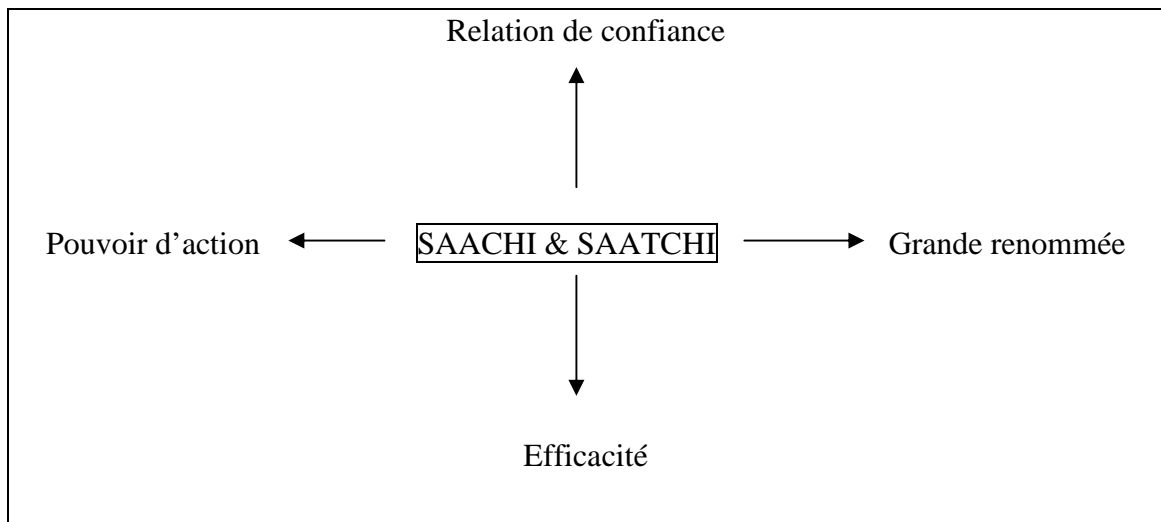 Relation de confiance
Pouvoir d’action SAACHI & SAATCHI Grande renommée
Efficacité